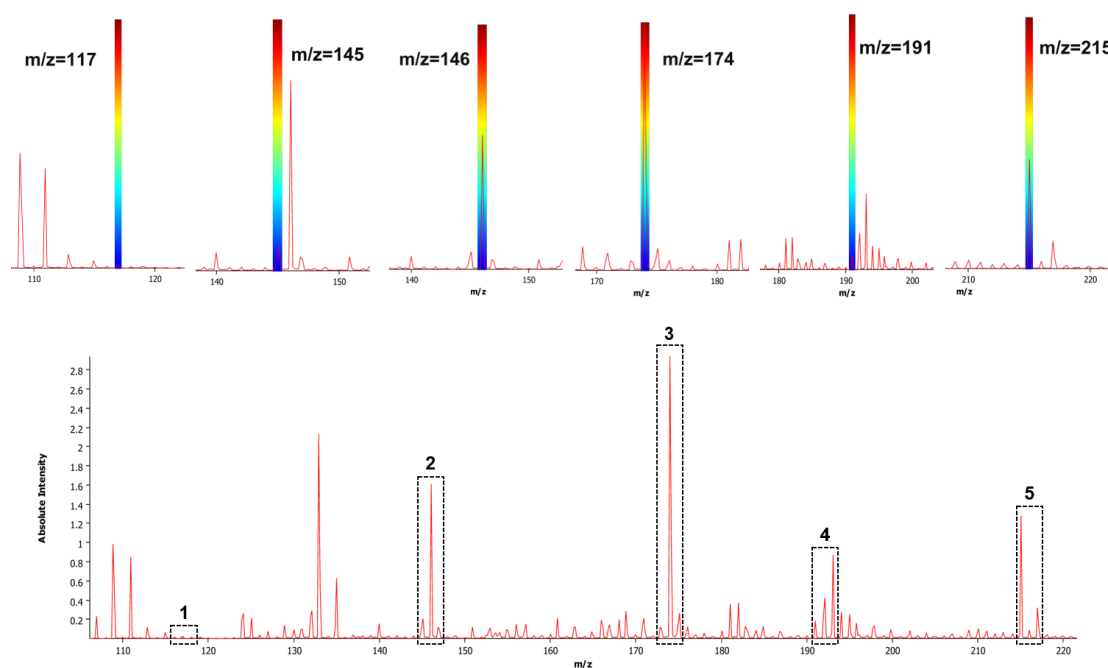 m/z=117
m/z=145
m/z=146
m/z=174
m/z=191
m/z=215
110 120
140 150
140 150
170 180
180 190 200
210 220
m/z
m/z
m/z
m/z
m/z
3
2.8
2.6
2.4
2.2
2
1.8
1.6
1.4
1.2
1
0.8
0.6
0.4
0.2
Absolute Intensity
2
5
4
1
110 120 130 140 150 160 170 180 190 200 210 220
m/z